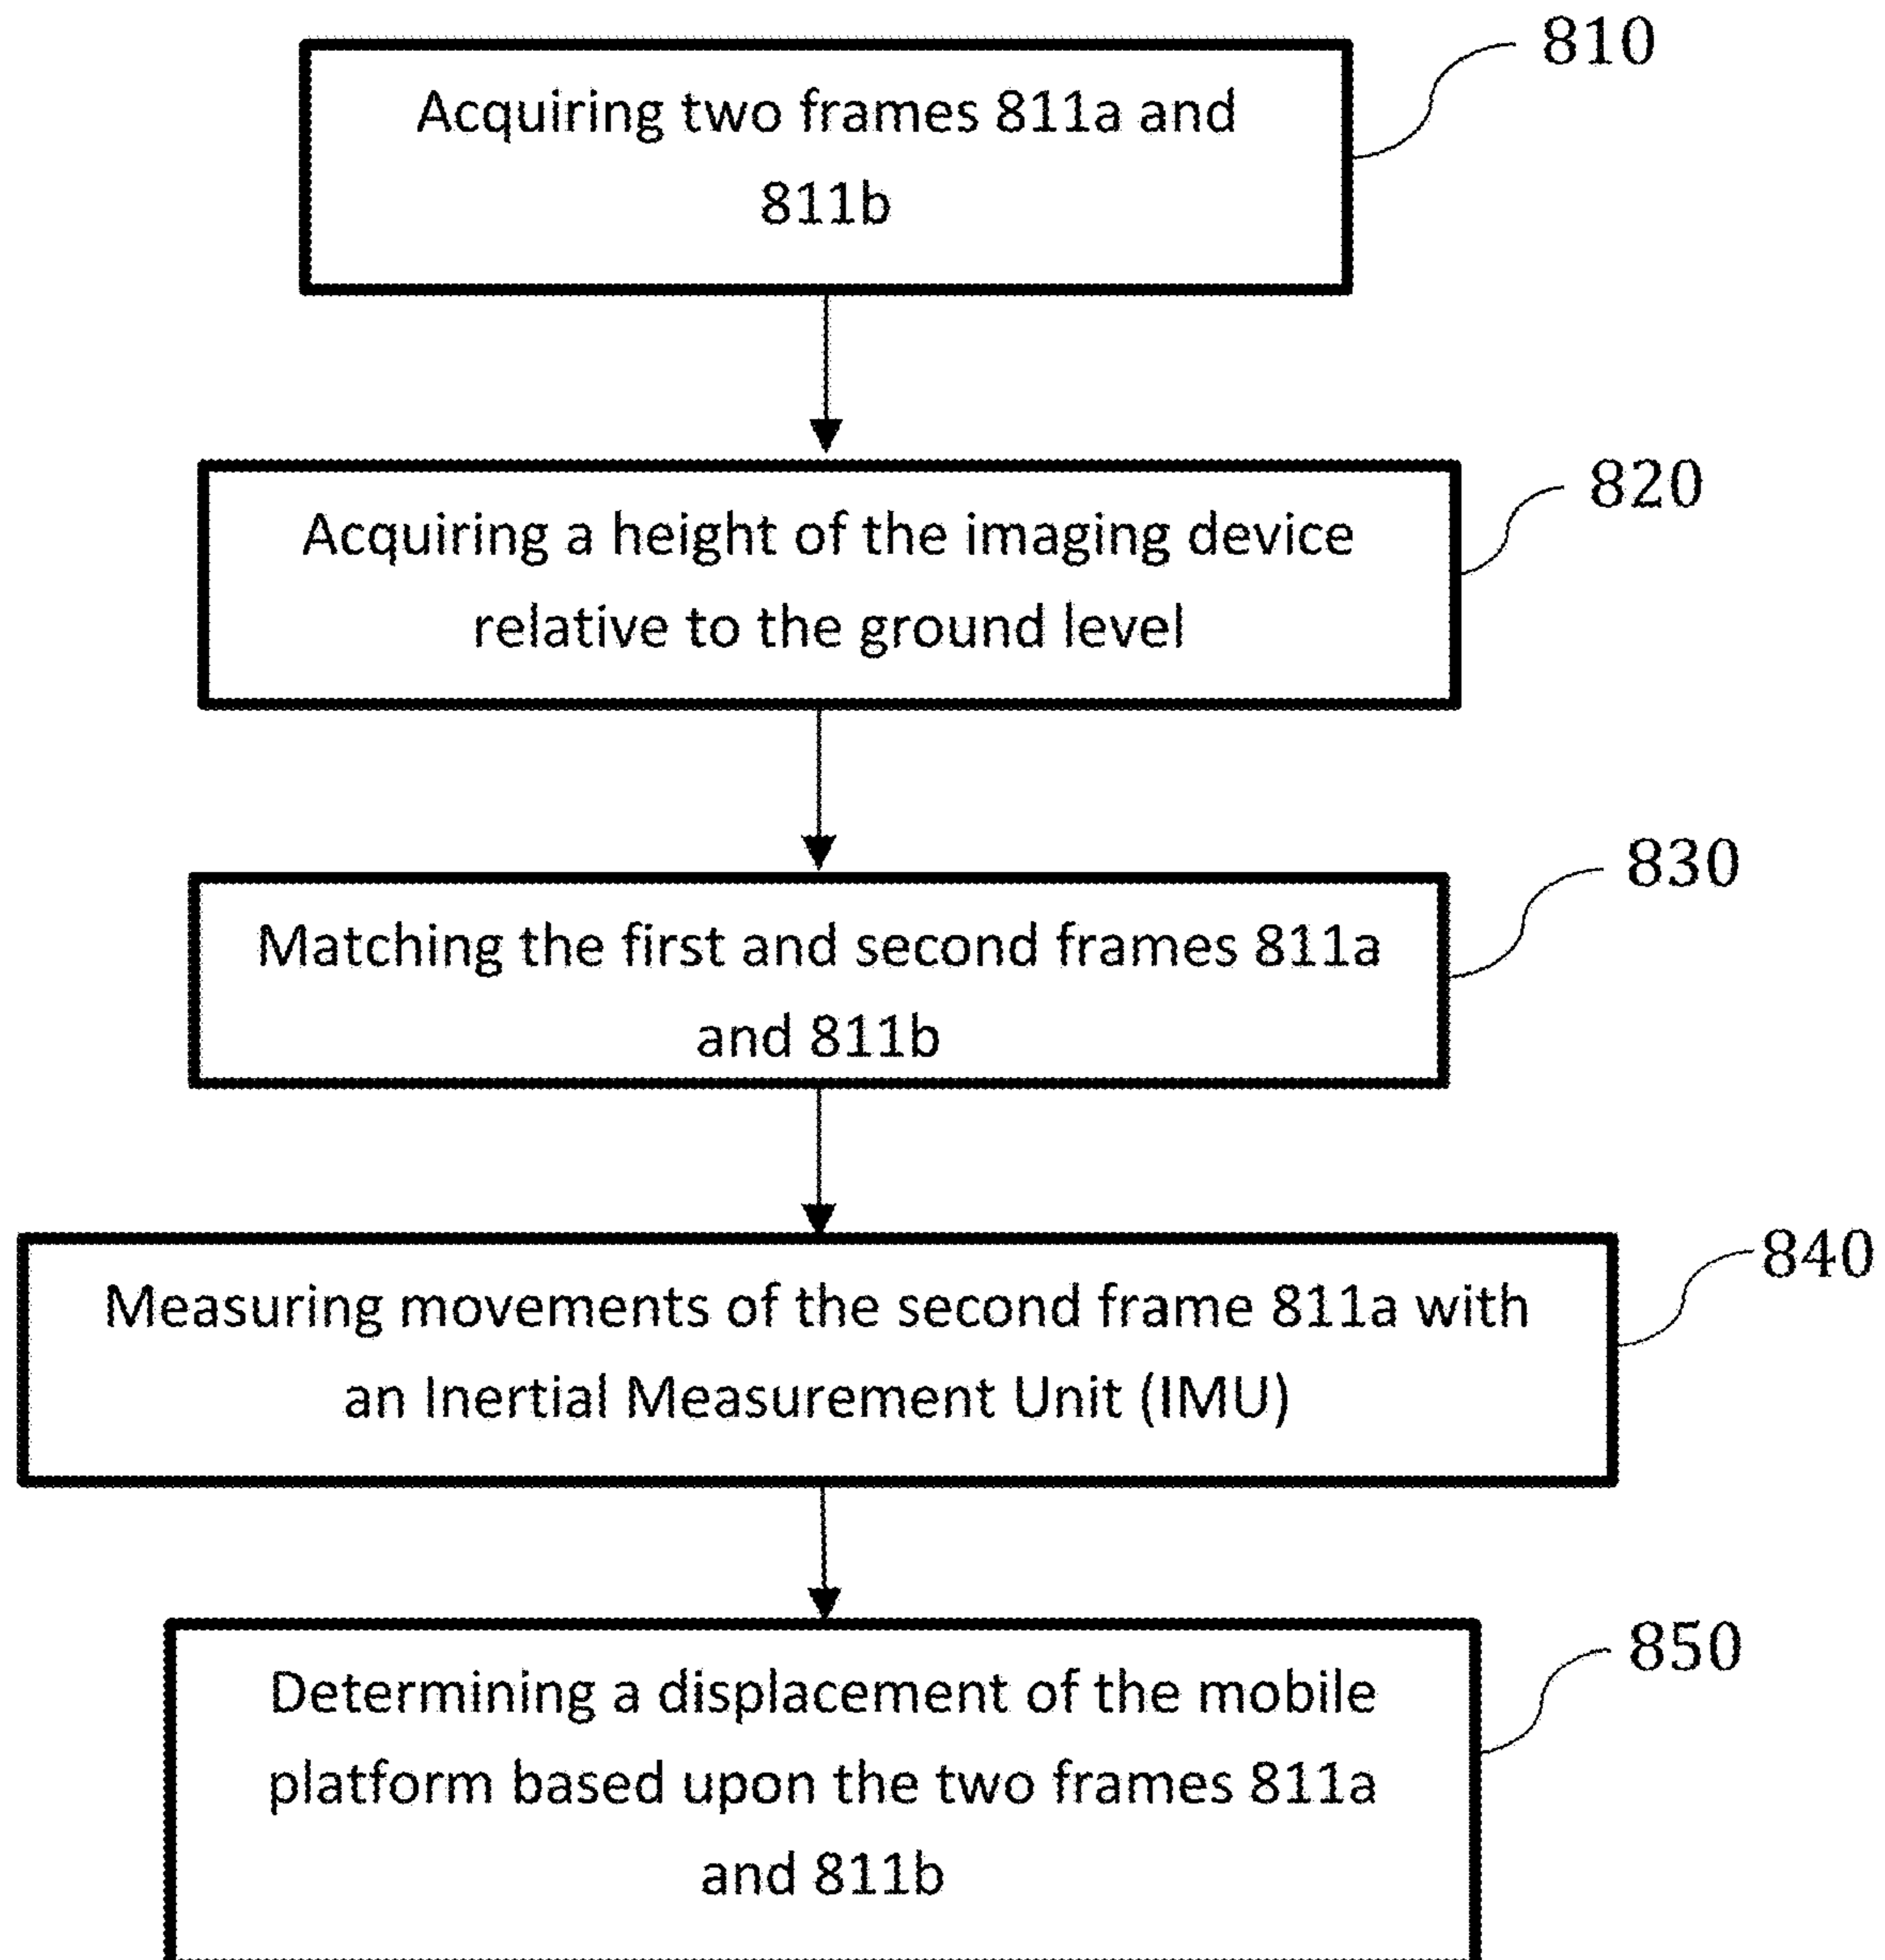 810
Acquiring two frames 811a and
811b
820
Acquiring a height of the imaging device
relative to the ground level
830
Matching the first and second frames 811a
and 811b
840
Measuring movements of the second frame 811a with
an Inertial Measurement Unit (IMU)
850
Determining a displacement of the mobile
platform based upon the two frames 811a
and 811b